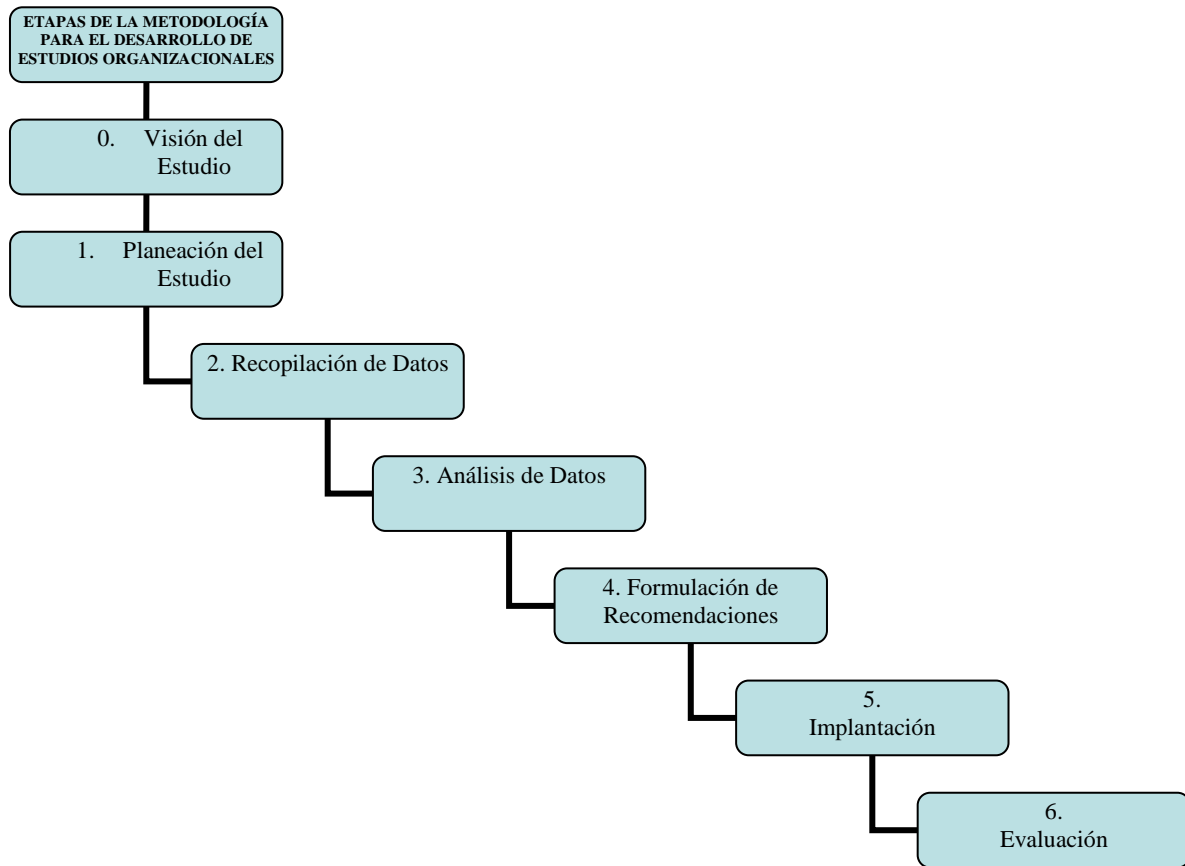 ETAPAS DE LA METODOLOGÍA
PARA EL DESARROLLO DE
ESTUDIOS ORGANIZACIONALES
0. Visión del
Estudio
1. Planeación del
Estudio
2. Recopilación de Datos
3. Análisis de Datos
4. Formulación de
Recomendaciones
5.
Implantación
6.
Evaluación